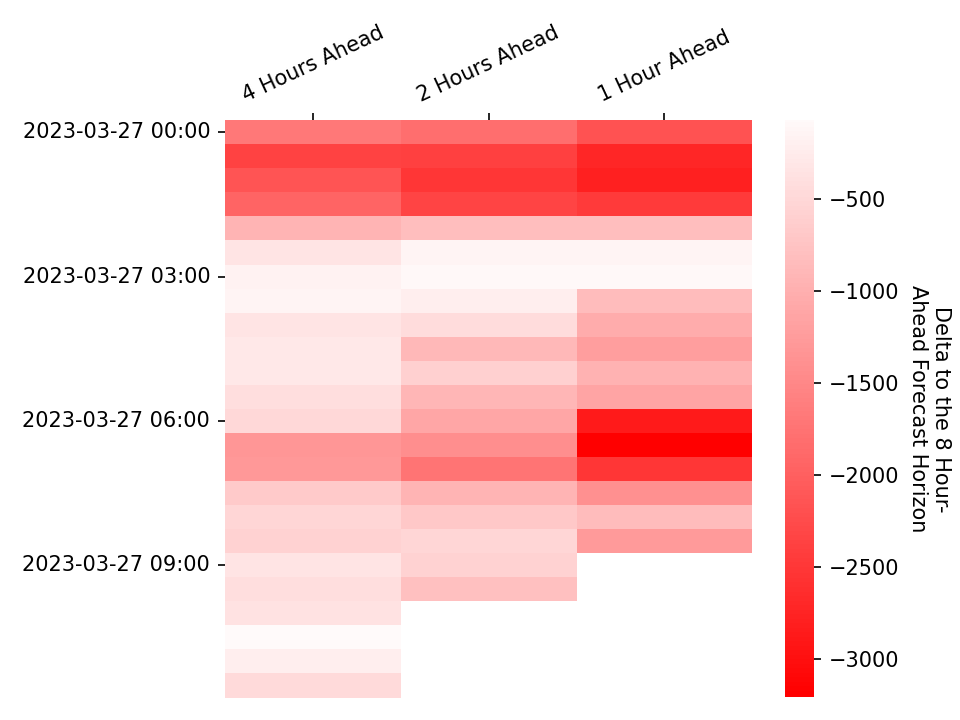 4 Hours Ahead
2 Hours Ahead
1 Hour Ahead
2023-03-27 00:00
2023-03-27 03:00
2023-03-27 06:00
2023-03-27 09:00
−500
−1000
−1500
−2000
−2500
−3000
Delta to the 8 Hour-
Ahead Forecast Horizon